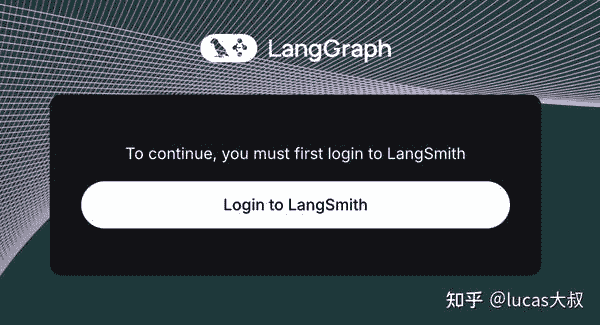 LangGraph
To continue, you must first login to LangSmith
Login to LangSmith
知乎 @lucas大叔